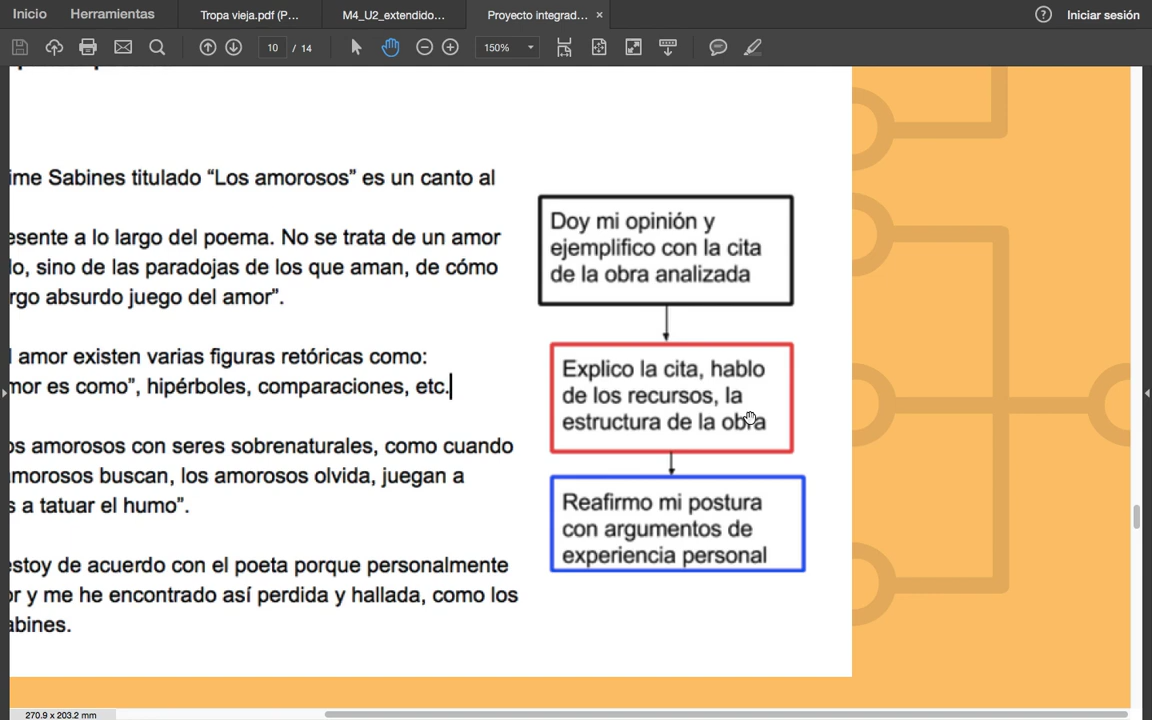 Inicio Herramientas Tropa vieja.pdf (P... M4_U2_extendido... Proyecto integrad... × ? Iniciar sesión
10 / 14 150%
ime Sabines titulado “Los amorosos” es un canto al
esente a lo largo del poema. No se trata de un amor
lo, sino de las paradojas de los que aman, de cómo
rgo absurdo juego del amor”.
l amor existen varias figuras retóricas como:
mor es como”, hipérboles, comparaciones, etc.
os amorosos con seres sobrenaturales, como cuando
morosos buscan, los amorosos olvida, juegan a
s a tatuar el humo”.
estoy de acuerdo con el poeta porque personalmente
or y me he encontrado así perdida y hallada, como los
abines.
Doy mi opinión y
ejemplifico con la cita
de la obra analizada
Explico la cita, hablo
de los recursos, la
estructura de la obra
Reafirmo mi postura
con argumentos de
experiencia personal
270.9 x 203.2 mm